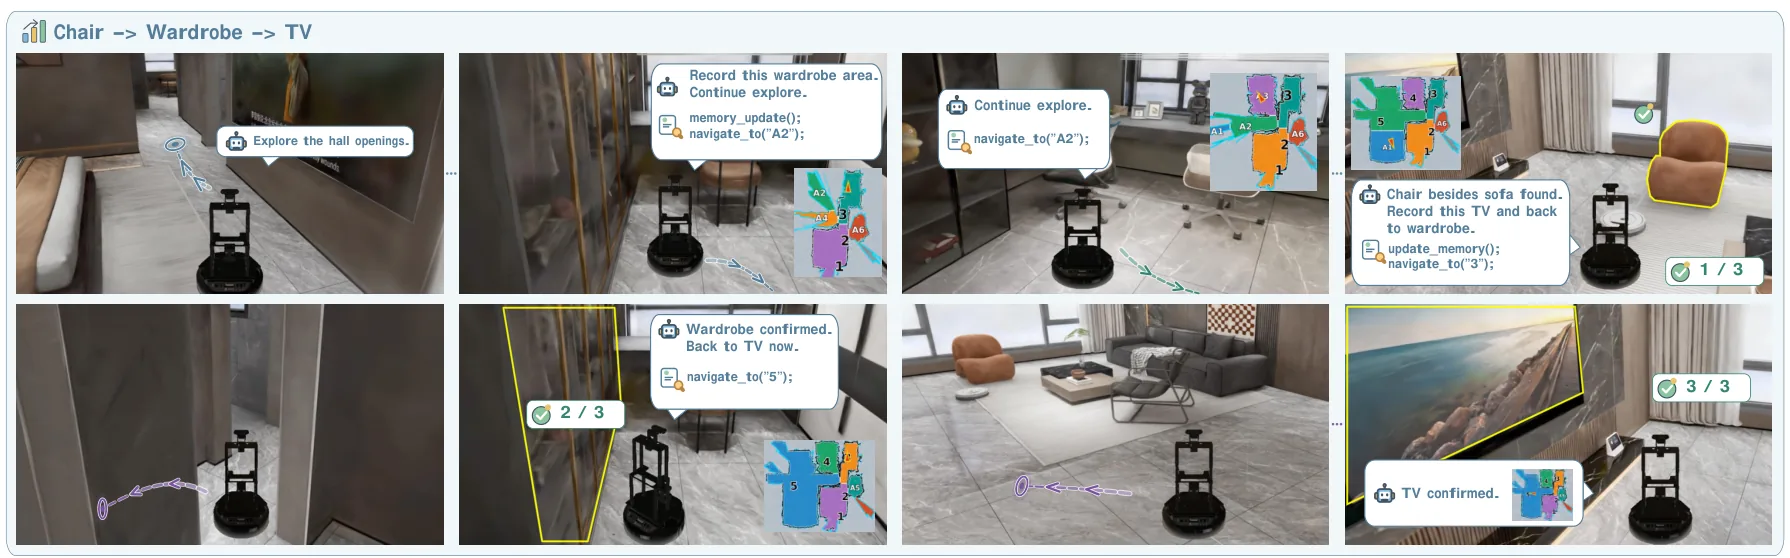 Chair -> Wardrobe -> TV
Explore the hall openings.
Record this wardrobe area.
Continue explore.
memory_update();
navigate_to("A2");
A2
A4
3
A6
2
1
Continue explore.
navigate_to("A2");
3
A1
A2
A6
2
1
4
3
5
A6
2
1
Chair besides sofa found.
Record this TV and back
to wardrobe.
update_memory();
navigate_to("3");
1 / 3
Wardrobe confirmed.
Back to TV now.
navigate_to("5");
2 / 3
4
5
A5
2
1
3 / 3
TV confirmed.